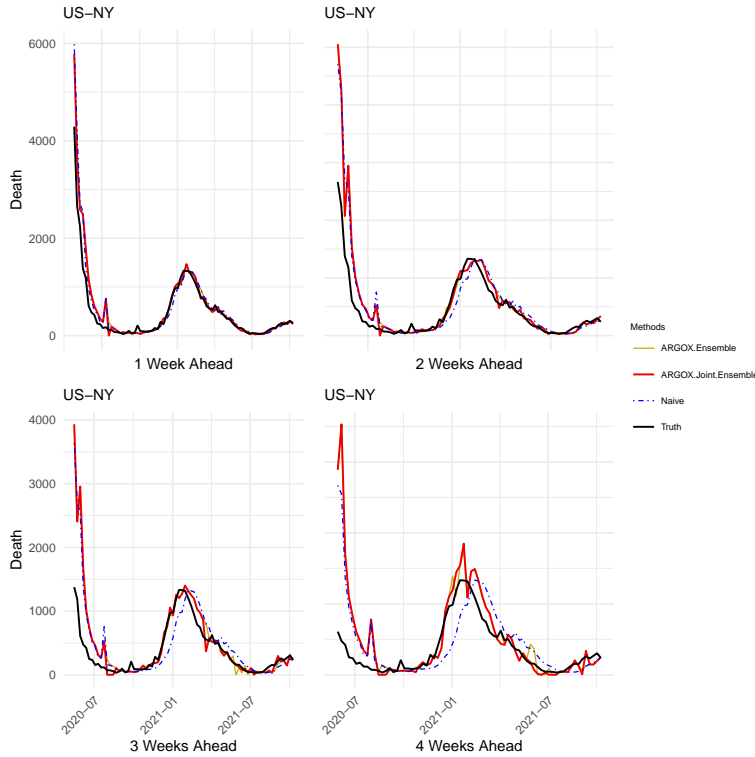 US−NY
US−NY
6000
4000
2000
0
Death
1 Week Ahead
2 Weeks Ahead
Methods
ARGOX.Ensemble
ARGOX.Joint.Ensemble
Naive
Truth
US−NY
US−NY
4000
3000
2000
1000
0
Death
2020−07
2021−01
2021−07
2020−07
2021−01
2021−07
3 Weeks Ahead
4 Weeks Ahead